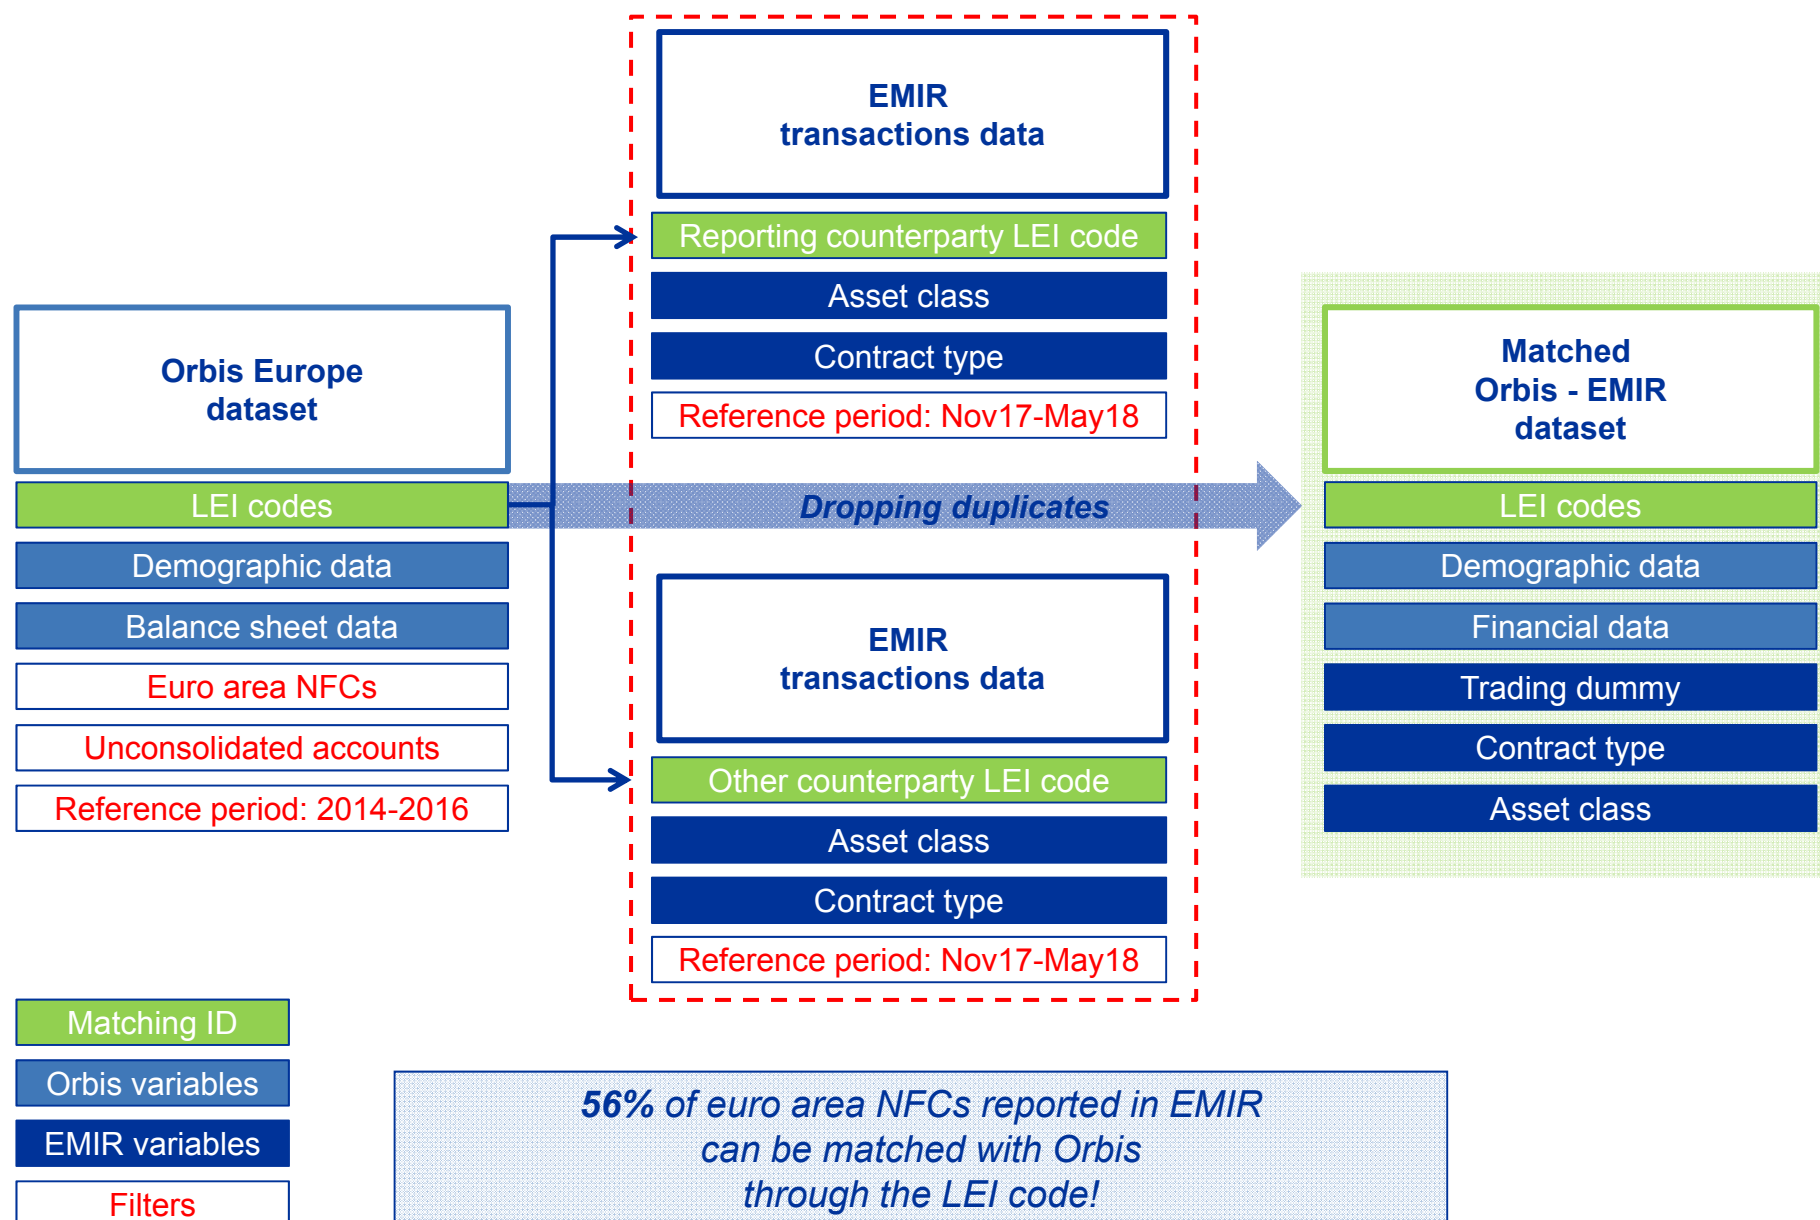 EMIR
transactions data
Reporting counterparty LEI code
Asset class
Contract type
Reference period: Nov17-May18
Orbis Europe
dataset
LEI codes
Demographic data
Balance sheet data
Euro area NFCs
Unconsolidated accounts
Reference period: 2014-2016
Dropping duplicates
EMIR
transactions data
Other counterparty LEI code
Asset class
Contract type
Reference period: Nov17-May18
Matched
Orbis - EMIR
dataset
LEI codes
Demographic data
Financial data
Trading dummy
Contract type
Asset class
Matching ID
Orbis variables
EMIR variables
Filters
56% of euro area NFCs reported in EMIR
can be matched with Orbis
through the LEI code!